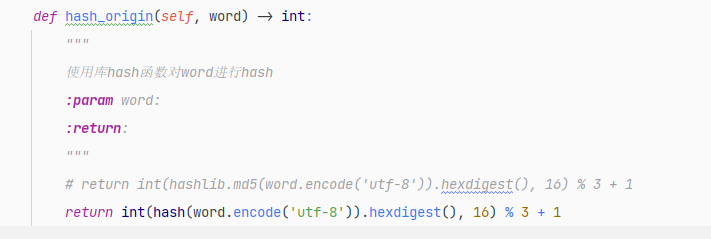 def hash_origin(self, word) -> int:
"""
使用库hash函数对word进行hash
:param word:
:return:
"""
# return int(hashlib.md5(word.encode('utf-8')).hexdigest(), 16) % 3 + 1
return int(hash(word.encode('utf-8')).hexdigest(), 16) % 3 + 1